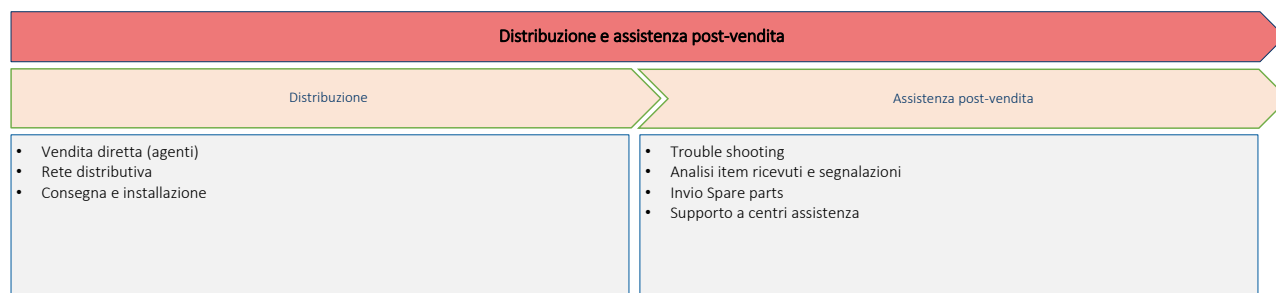 Distribuzione e assistenza post-vendita
Distribuzione
Assistenza post-vendita
• Vendita diretta (agenti)
• Rete distributiva
• Consegna e installazione
• Trouble shooting
• Analisi item ricevuti e segnalazioni
• Invio Spare parts
• Supporto a centri assistenza